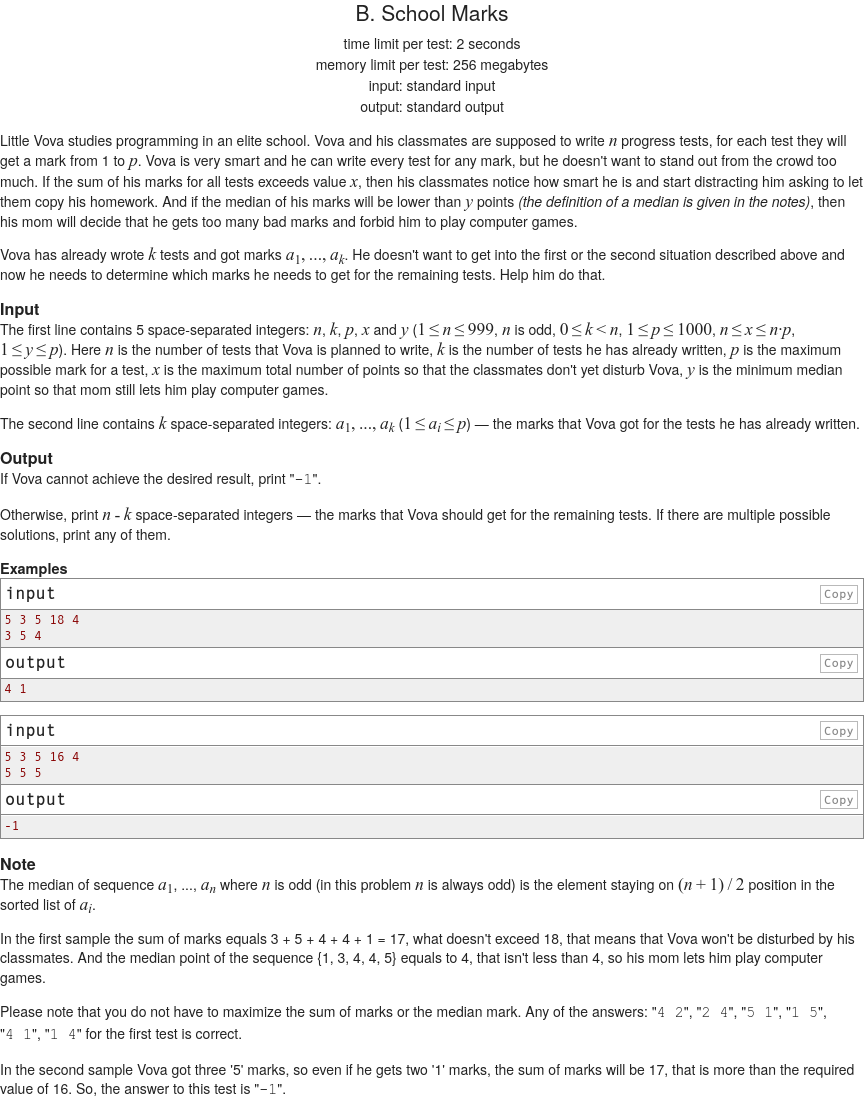 B. School Marks
time limit per test: 2 seconds
memory limit per test: 256 megabytes
input: standard input
output: standard output
Little Vova studies programming in an elite school. Vova and his classmates are supposed to write n progress tests, for each test they will
get a mark from 1 to p. Vova is very smart and he can write every test for any mark, but he doesn't want to stand out from the crowd too
much. If the sum of his marks for all tests exceeds value x, then his classmates notice how smart he is and start distracting him asking to let
them copy his homework. And if the median of his marks will be lower than y points (the definition of a median is given in the notes), then
his mom will decide that he gets too many bad marks and forbid him to play computer games.
Vova has already wrote k tests and got marks a1, ..., ak. He doesn't want to get into the first or the second situation described above and
now he needs to determine which marks he needs to get for the remaining tests. Help him do that.
Input
The first line contains 5 space-separated integers: n, k, p, x and y (1 ≤ n ≤ 999, n is odd, 0 ≤ k < n, 1 ≤ p ≤ 1000, n ≤ x ≤ n·p,
1 ≤ y ≤ p). Here n is the number of tests that Vova is planned to write, k is the number of tests he has already written, p is the maximum
possible mark for a test, x is the maximum total number of points so that the classmates don't yet disturb Vova, y is the minimum median
point so that mom still lets him play computer games.
The second line contains k space-separated integers: a1, ..., ak (1 ≤ ai ≤ p) — the marks that Vova got for the tests he has already written.
Output
If Vova cannot achieve the desired result, print "-1".
Otherwise, print n - k space-separated integers — the marks that Vova should get for the remaining tests. If there are multiple possible
solutions, print any of them.
Examples
input
Copy
5 3 5 18 4
3 5 4
output
Copy
4 1
input
Copy
5 3 5 16 4
5 5 5
output
Copy
-1
Note
The median of sequence a1, ..., an where n is odd (in this problem n is always odd) is the element staying on (n + 1) / 2 position in the
sorted list of ai.
In the first sample the sum of marks equals 3 + 5 + 4 + 4 + 1 = 17, what doesn't exceed 18, that means that Vova won't be disturbed by his
classmates. And the median point of the sequence {1, 3, 4, 4, 5} equals to 4, that isn't less than 4, so his mom lets him play computer
games.
Please note that you do not have to maximize the sum of marks or the median mark. Any of the answers: "4 2", "2 4", "5 1", "1 5",
"4 1", "1 4" for the first test is correct.
In the second sample Vova got three '5' marks, so even if he gets two '1' marks, the sum of marks will be 17, that is more than the required
value of 16. So, the answer to this test is "-1".